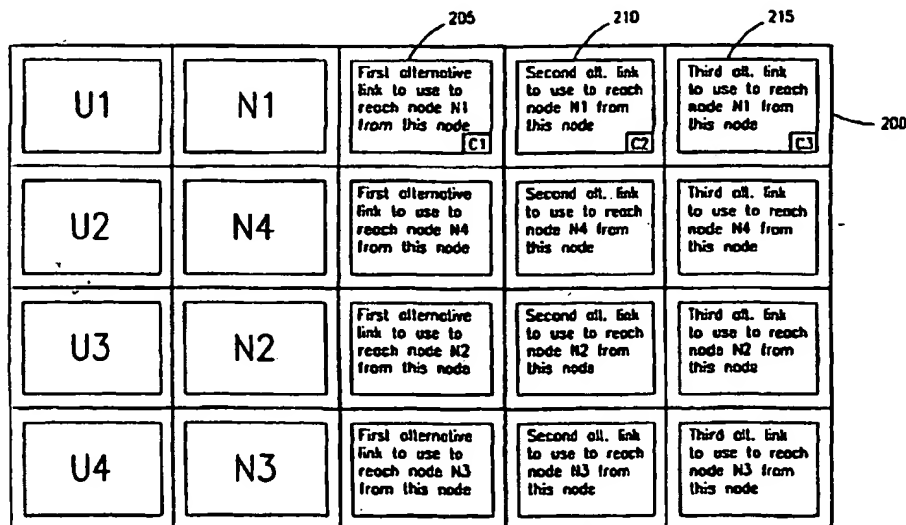 205
210
215
200
U1
N1
First alternative
link to use to
reach node N1
from this node
C1
Second alt. link
to use to reach
node N1 from
this node
C2
Third alt. link
to use to reach
node N1 from
this node
C3
U2
N4
First alternative
link to use to
reach node N4
from this node
Second alt. link
to use to reach
node N4 from
this node
Third alt. link
to use to reach
node N4 from
this node
U3
N2
First alternative
link to use to
reach node N2
from this node
Second alt. link
to use to reach
node N2 from
this node
Third alt. link
to use to reach
node N2 from
this node
U4
N3
First alternative
link to use to
reach node N3
from this node
Second alt. link
to use to reach
node N3 from
this node
Third alt. link
to use to reach
node N3 from
this node